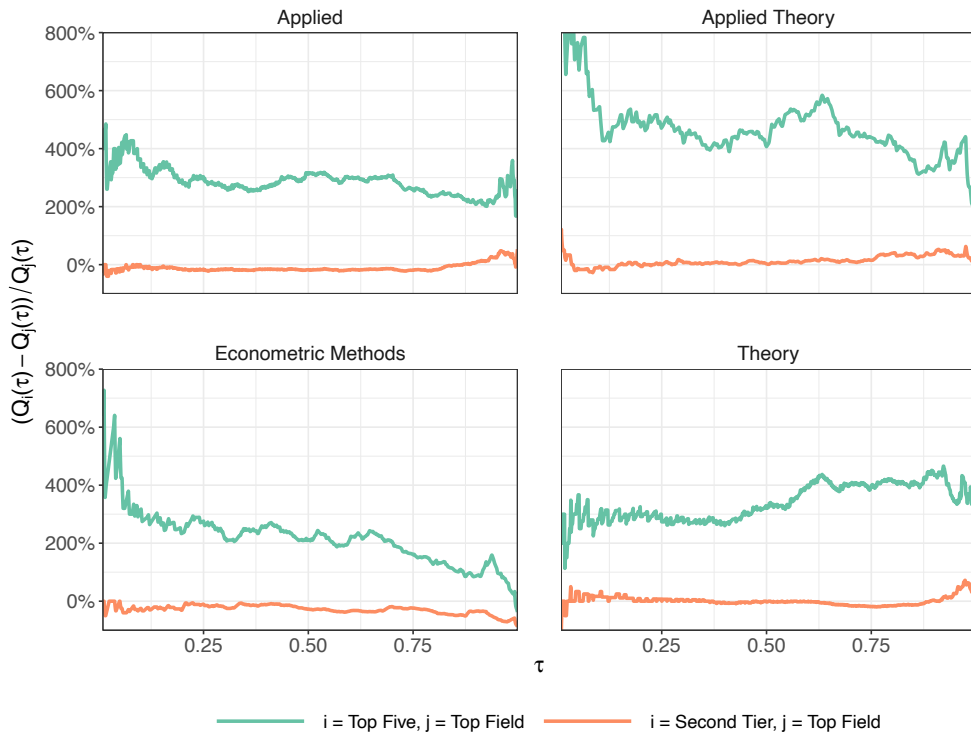 Applied
Applied Theory
800%
600%
400%
200%
0%
Econometric Methods
Theory
800%
600%
400%
200%
0%
0.25 0.50 0.75
0.25 0.50 0.75
(Qi(τ) − Qj(τ)) / Qj(τ)
τ
i = Top Five, j = Top Field
i = Second Tier, j = Top Field